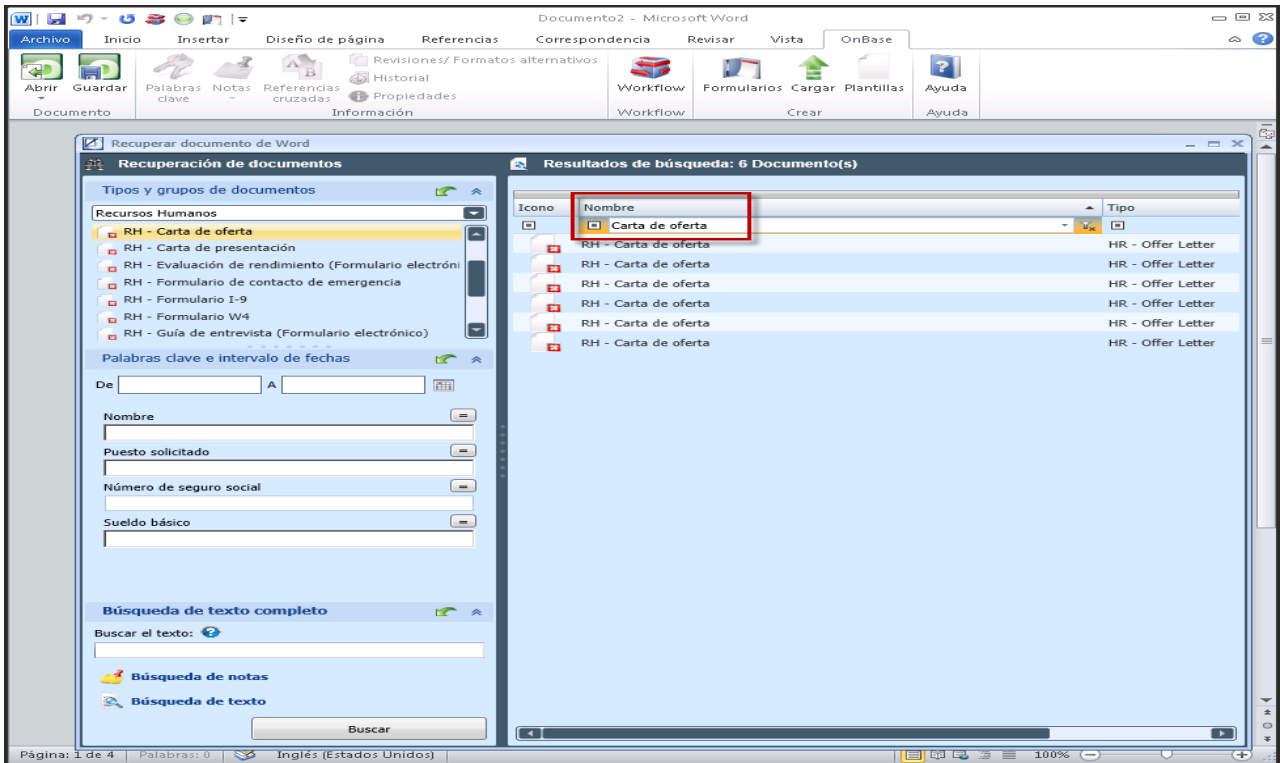 Documento2 - Microsoft Word
Archivo Inicio Insertar Diseño de página Referencias Correspondencia Revisar Vista OnBase
Abrir Guardar Palabras clave Notas Referencias cruzadas
Revisiones/ Formatos alternativos
Historial
Propiedades
Workflow Formularios Cargar Plantillas Ayuda
Documento Información Workflow Crear Ayuda
Recuperar documento de Word
Recuperación de documentos
Tipos y grupos de documentos
Recursos Humanos
RH - Carta de oferta
RH - Carta de presentación
RH - Evaluación de rendimiento (Formulario electróni
RH - Formulario de contacto de emergencia
RH - Formulario I-9
RH - Formulario W4
RH - Guía de entrevista (Formulario electrónico)
Palabras clave e intervalo de fechas
De A
Nombre =
Puesto solicitado =
Número de seguro social =
Sueldo básico =
Búsqueda de texto completo
Buscar el texto:
Búsqueda de notas
Búsqueda de texto
Buscar
Resultados de búsqueda: 6 Documento(s)
Icono Nombre Tipo
Carta de oferta
RH - Carta de oferta HR - Offer Letter
RH - Carta de oferta HR - Offer Letter
RH - Carta de oferta HR - Offer Letter
RH - Carta de oferta HR - Offer Letter
RH - Carta de oferta HR - Offer Letter
RH - Carta de oferta HR - Offer Letter
Página: 1 de 4 Palabras: 0 Inglés (Estados Unidos) 100%